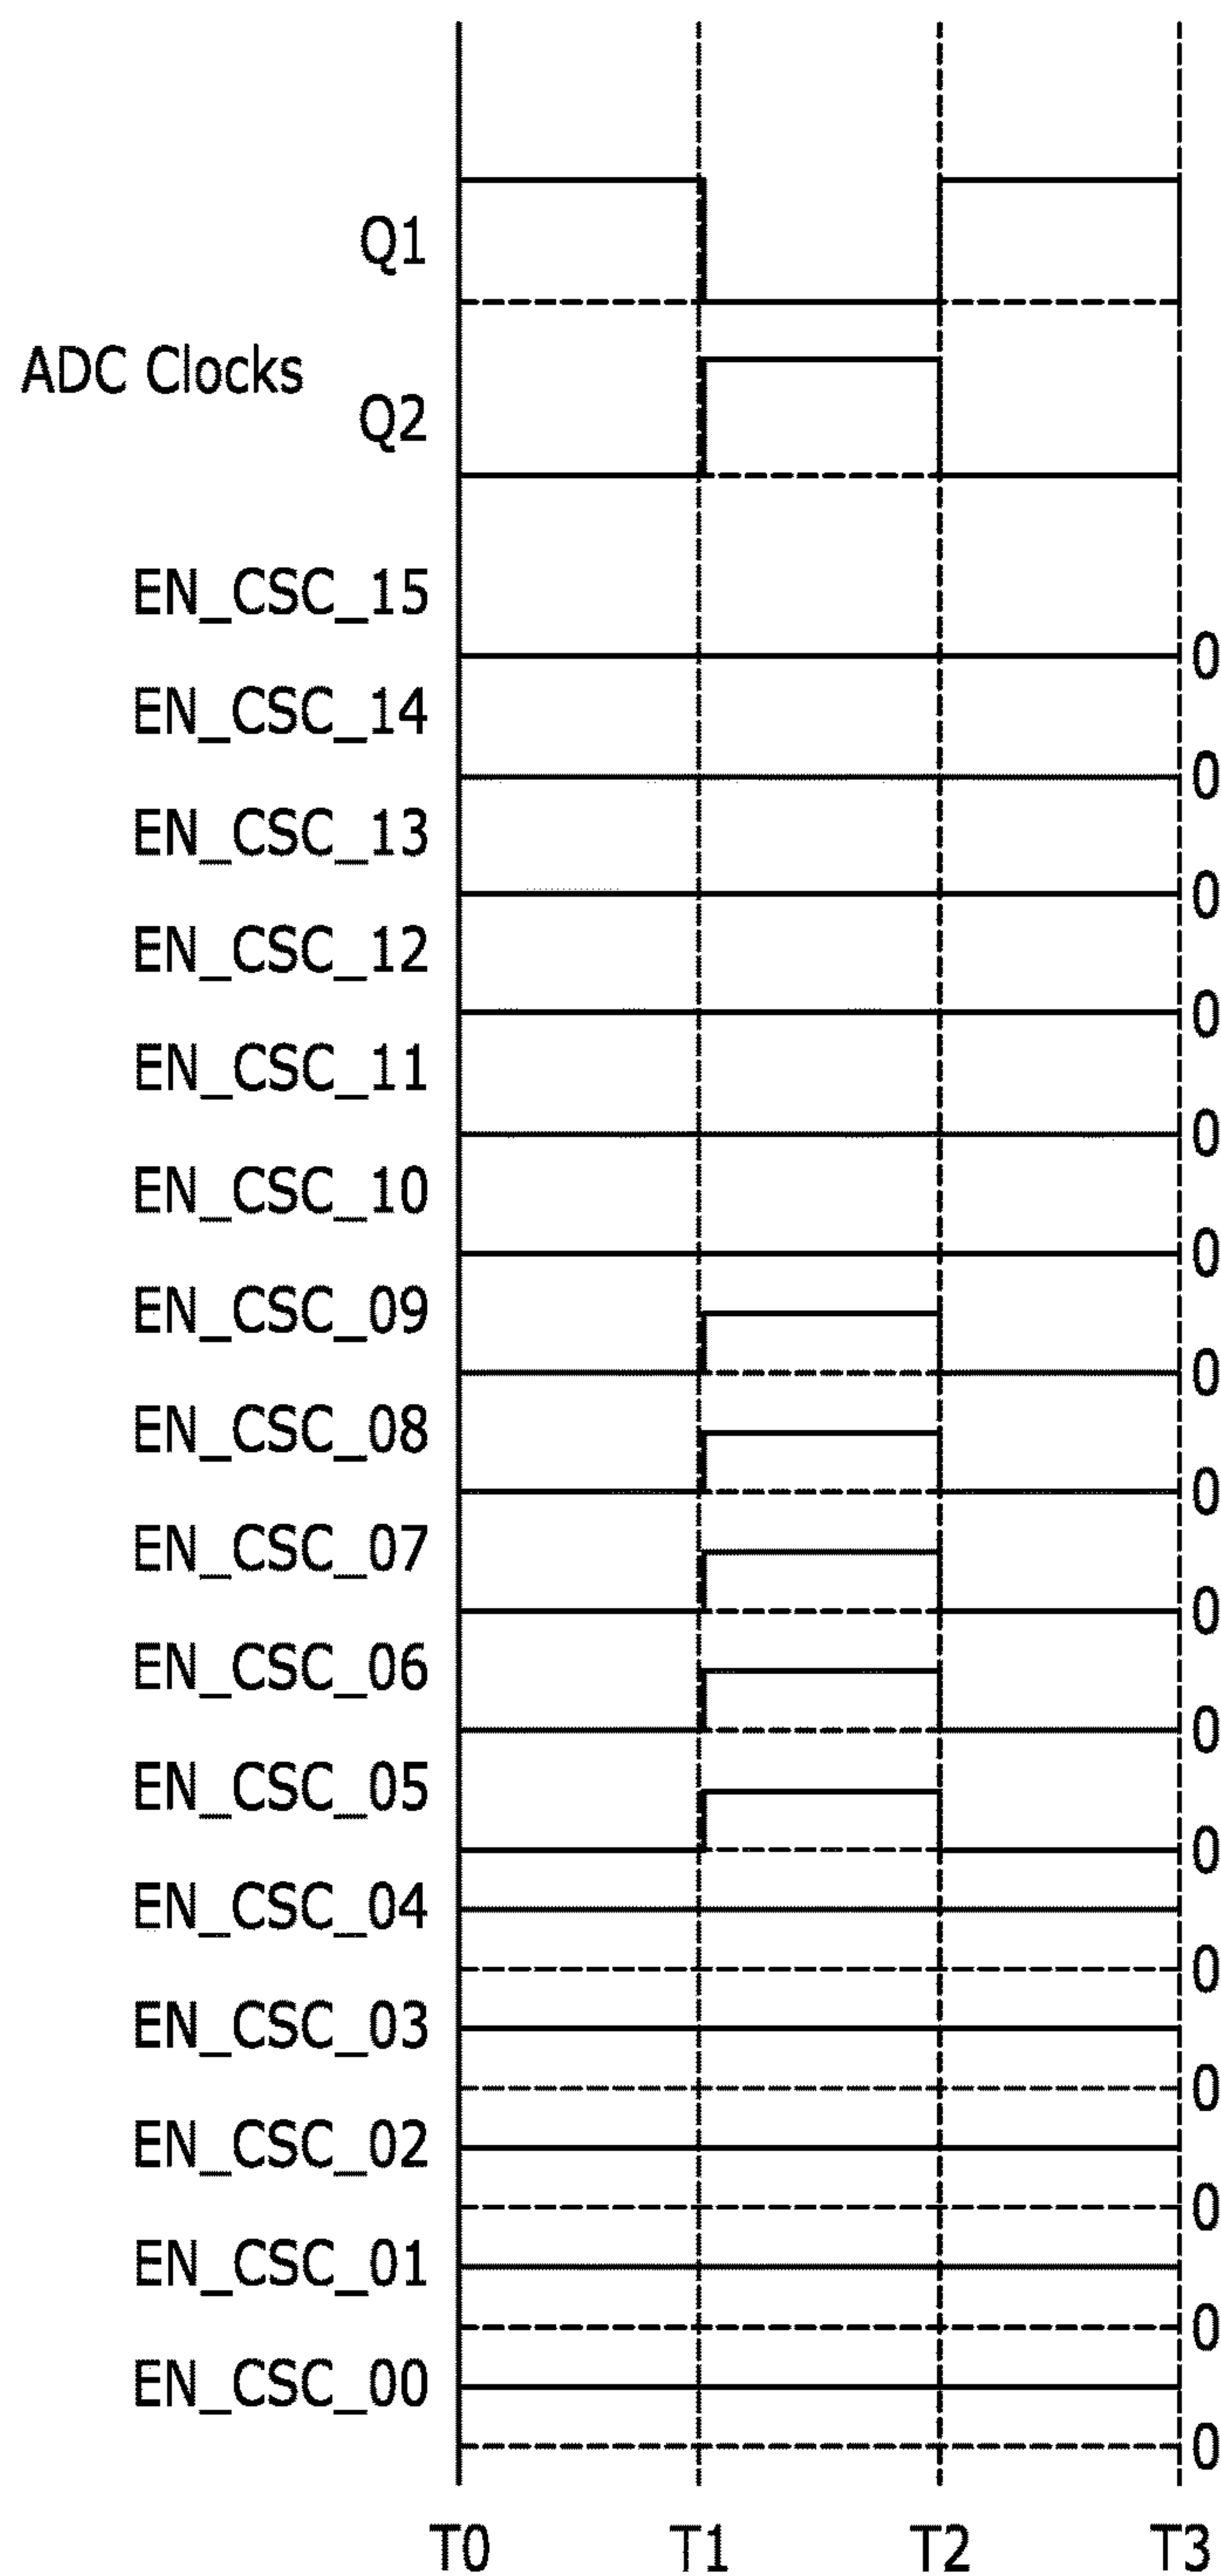 Q1
ADC Clocks
Q2
EN_CSC_15
0
EN_CSC_14
0
EN_CSC_13
0
EN_CSC_12
0
EN_CSC_11
0
EN_CSC_10
0
EN_CSC_09
0
EN_CSC_08
0
EN_CSC_07
0
EN_CSC_06
0
EN_CSC_05
0
EN_CSC_04
0
EN_CSC_03
0
EN_CSC_02
0
EN_CSC_01
0
EN_CSC_00
0
T0 T1 T2 T3